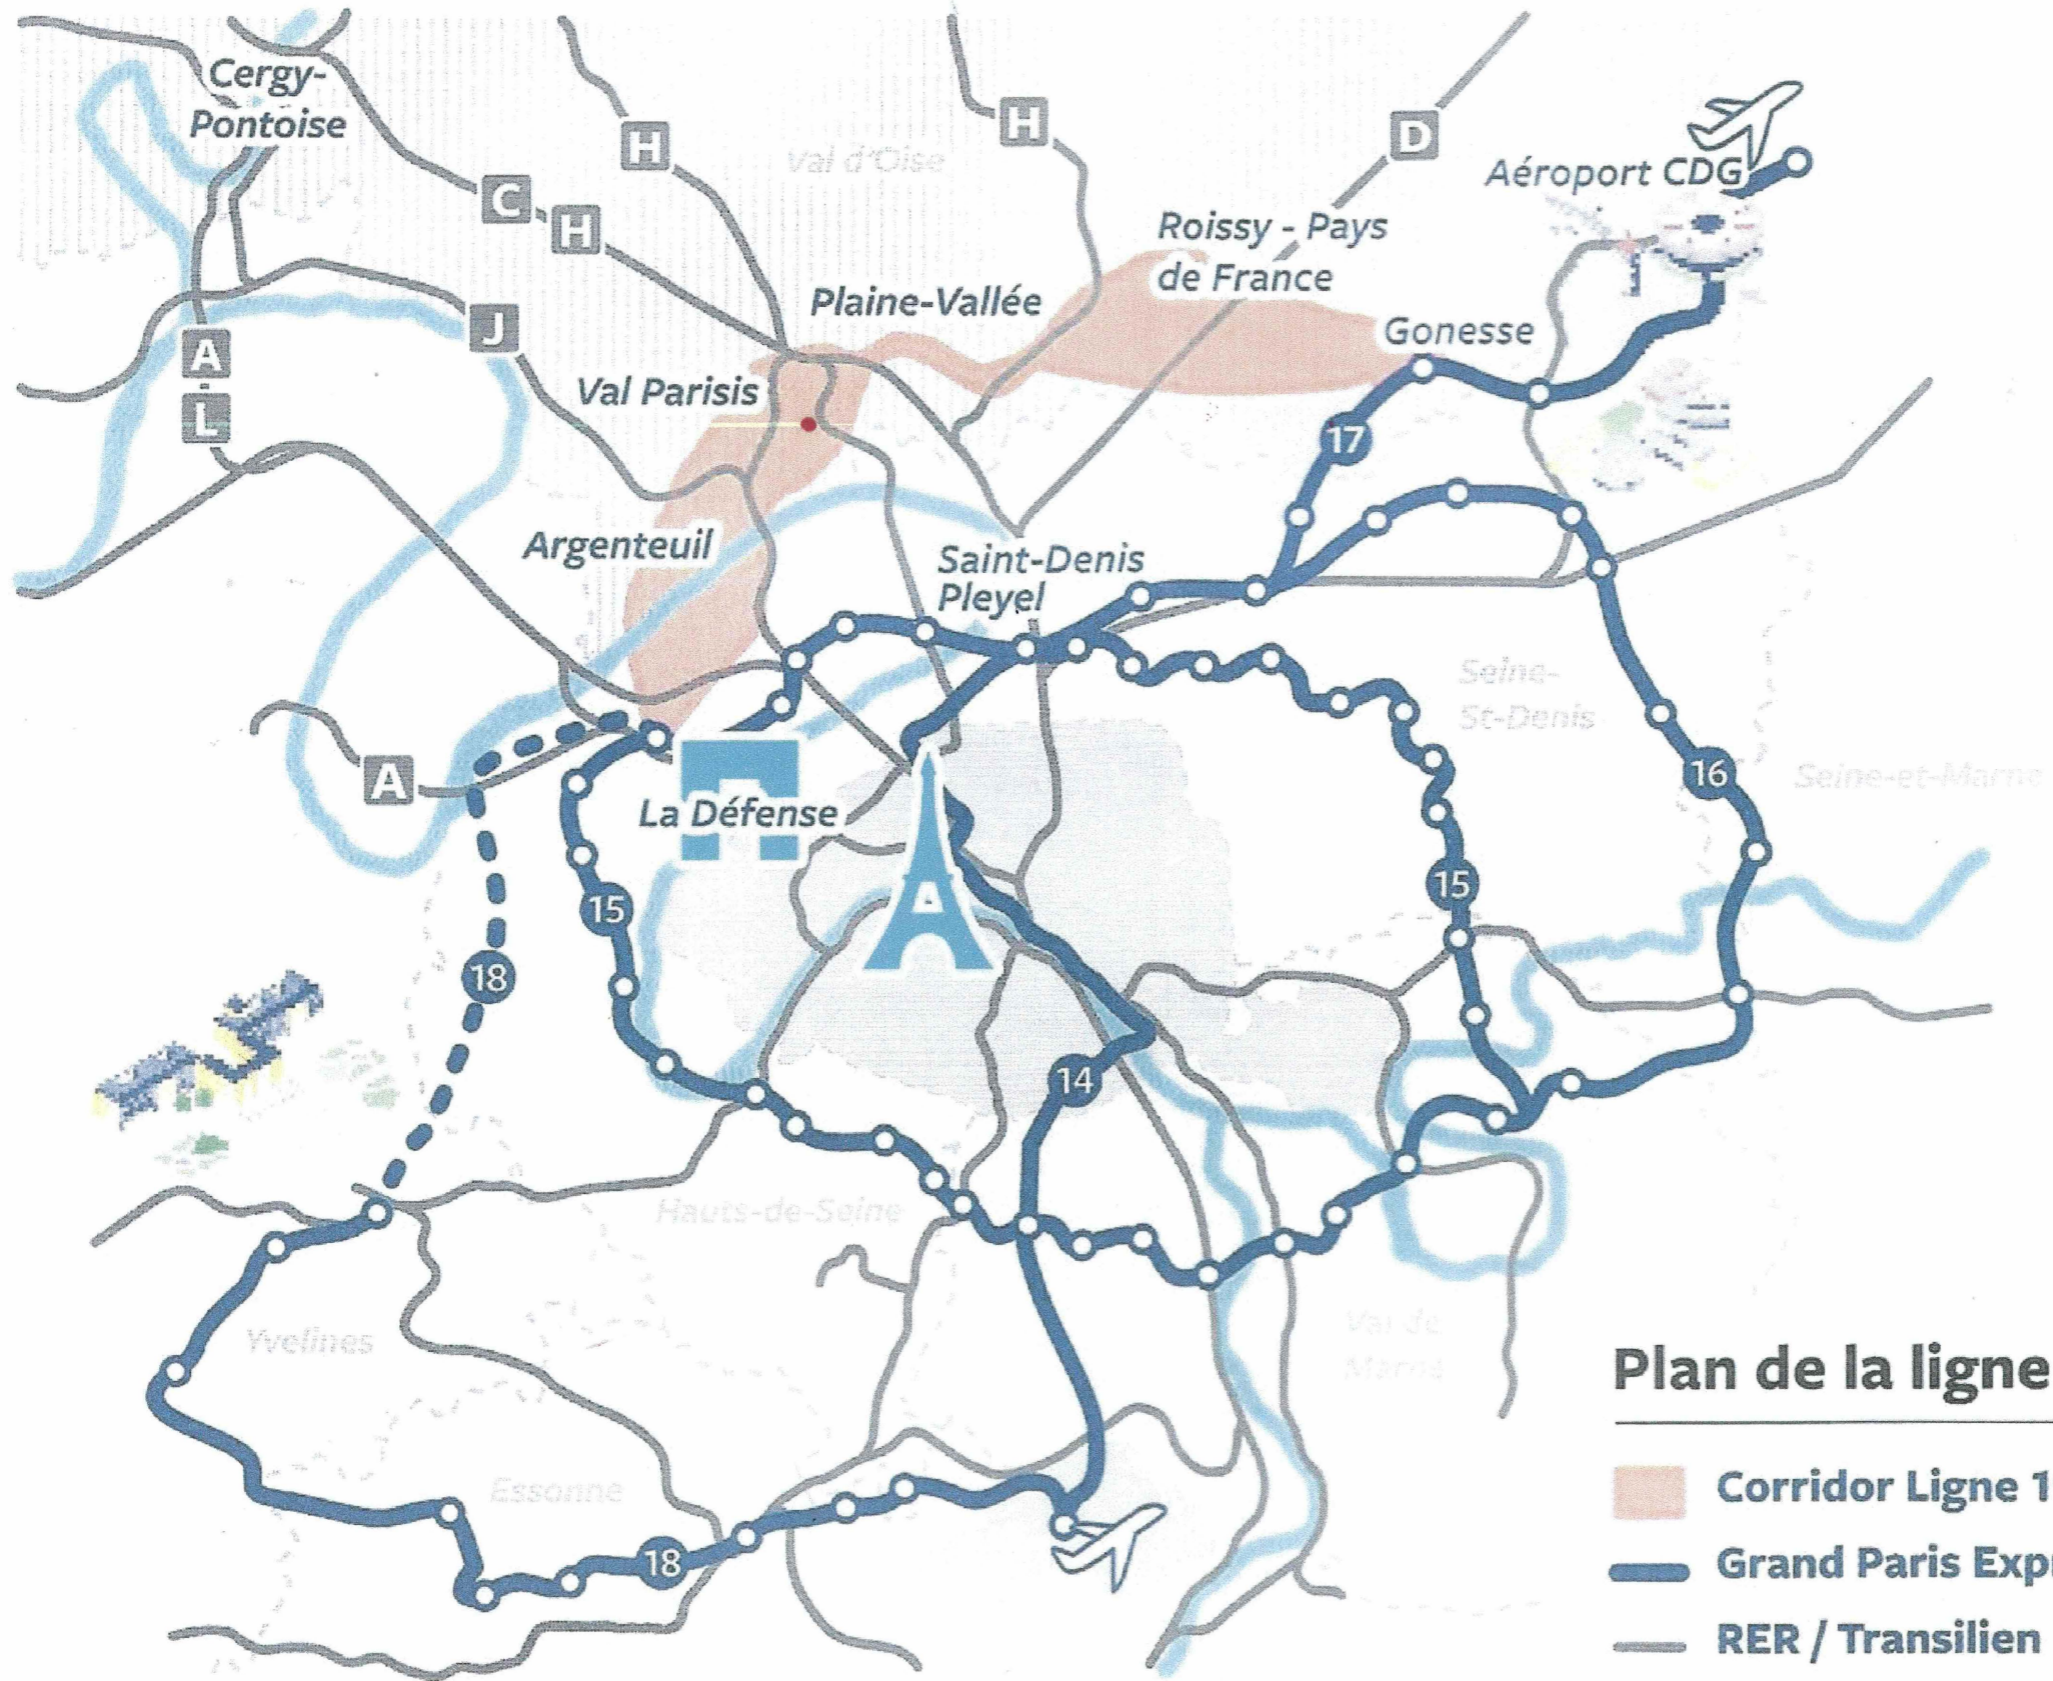 Cergy-
Pontoise
H
H
D
Aéroport CDG
C
H
Val d'Oise
Roissy - Pays
de France
Plaine-Vallée
J
A
L
Val Parisis
Gonesse
17
Argenteuil
Saint-Denis
Pleyel
Seine-
St-Denis
A
16
Seine-et-Marne
La Défense
15
15
18
14
Hauts-de-Seine
Yvelines
Val de
Marne
Essonne
18
Plan de la ligne
Corridor Ligne 1
Grand Paris Expr
RER / Transilien